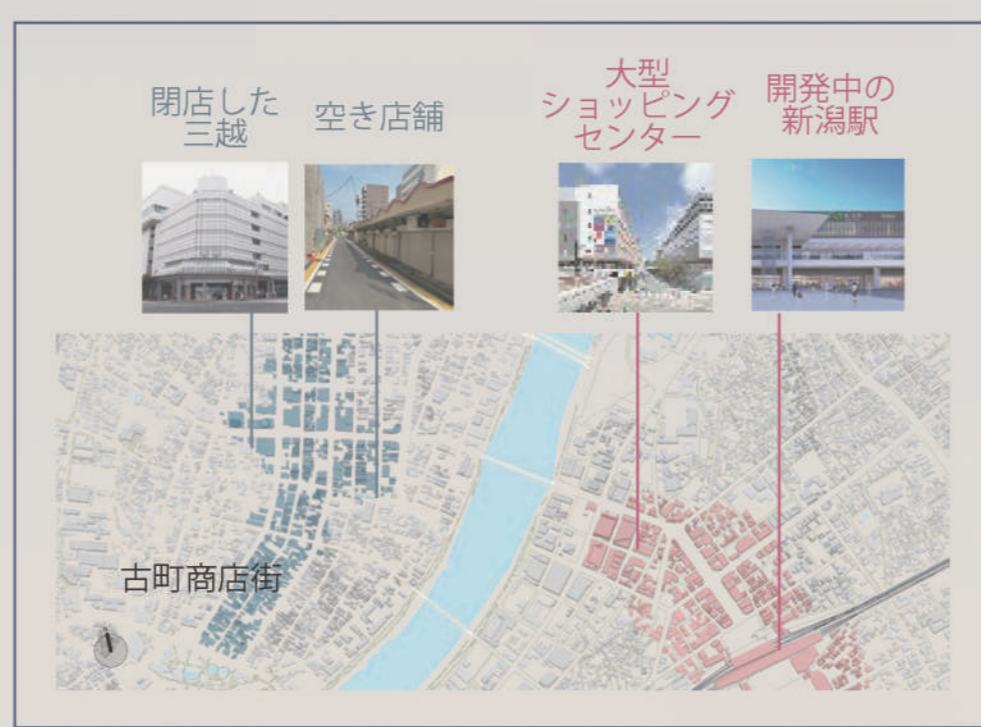 閉店した
三越
空き店舗
大型
ショッピング
センター
開発中の
新潟駅
古町商店街